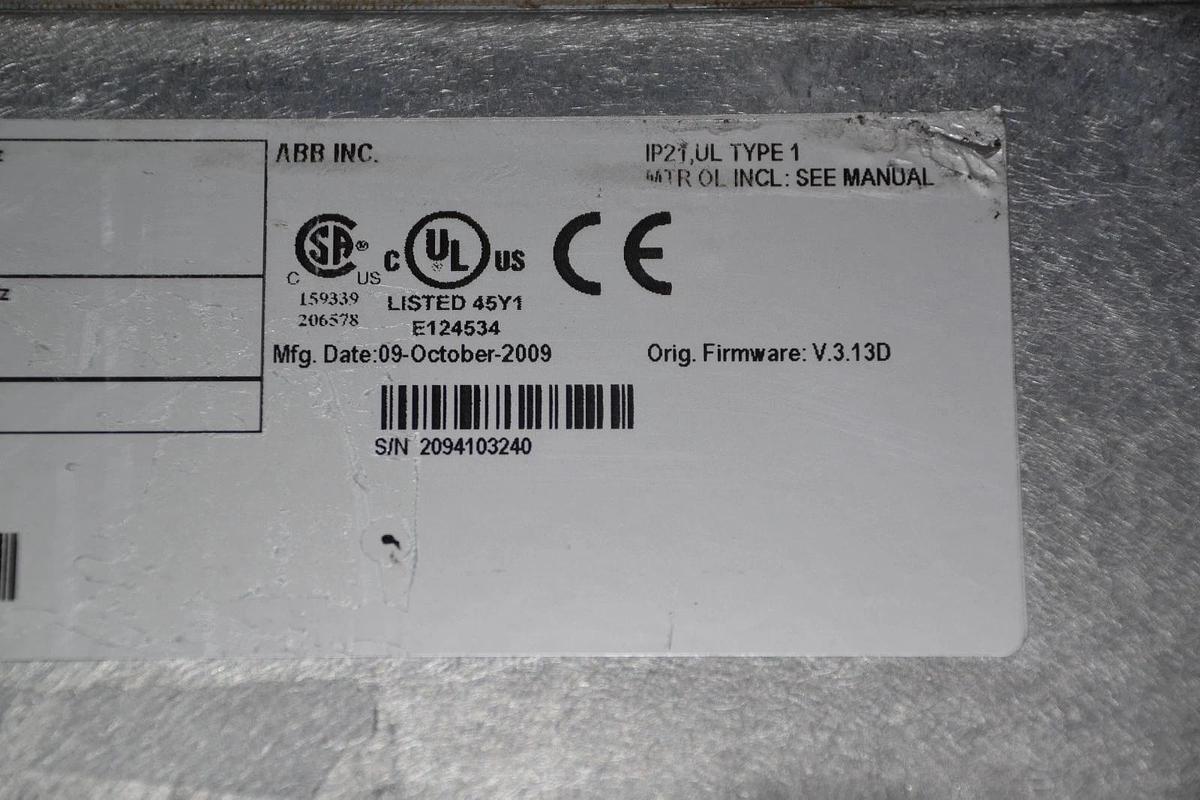 ABB INC.
IP21,UL TYPE 1
MTR OL INCL: SEE MANUAL
SA®
C US
159339
206578
C UL US
LISTED 45Y1
E124534
CE
Mfg. Date:09-October-2009
Orig. Firmware: V.3.13D
S/N 2094103240
z
z